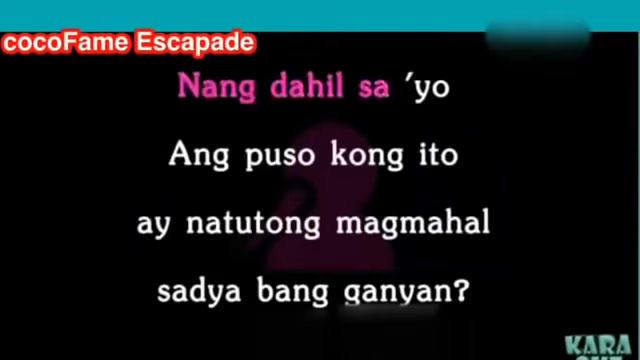 cocoFame Escapade
Nang dahil sa 'yo
Ang puso kong ito
ay natutong magmahal
sadya bang ganyan?
KARA